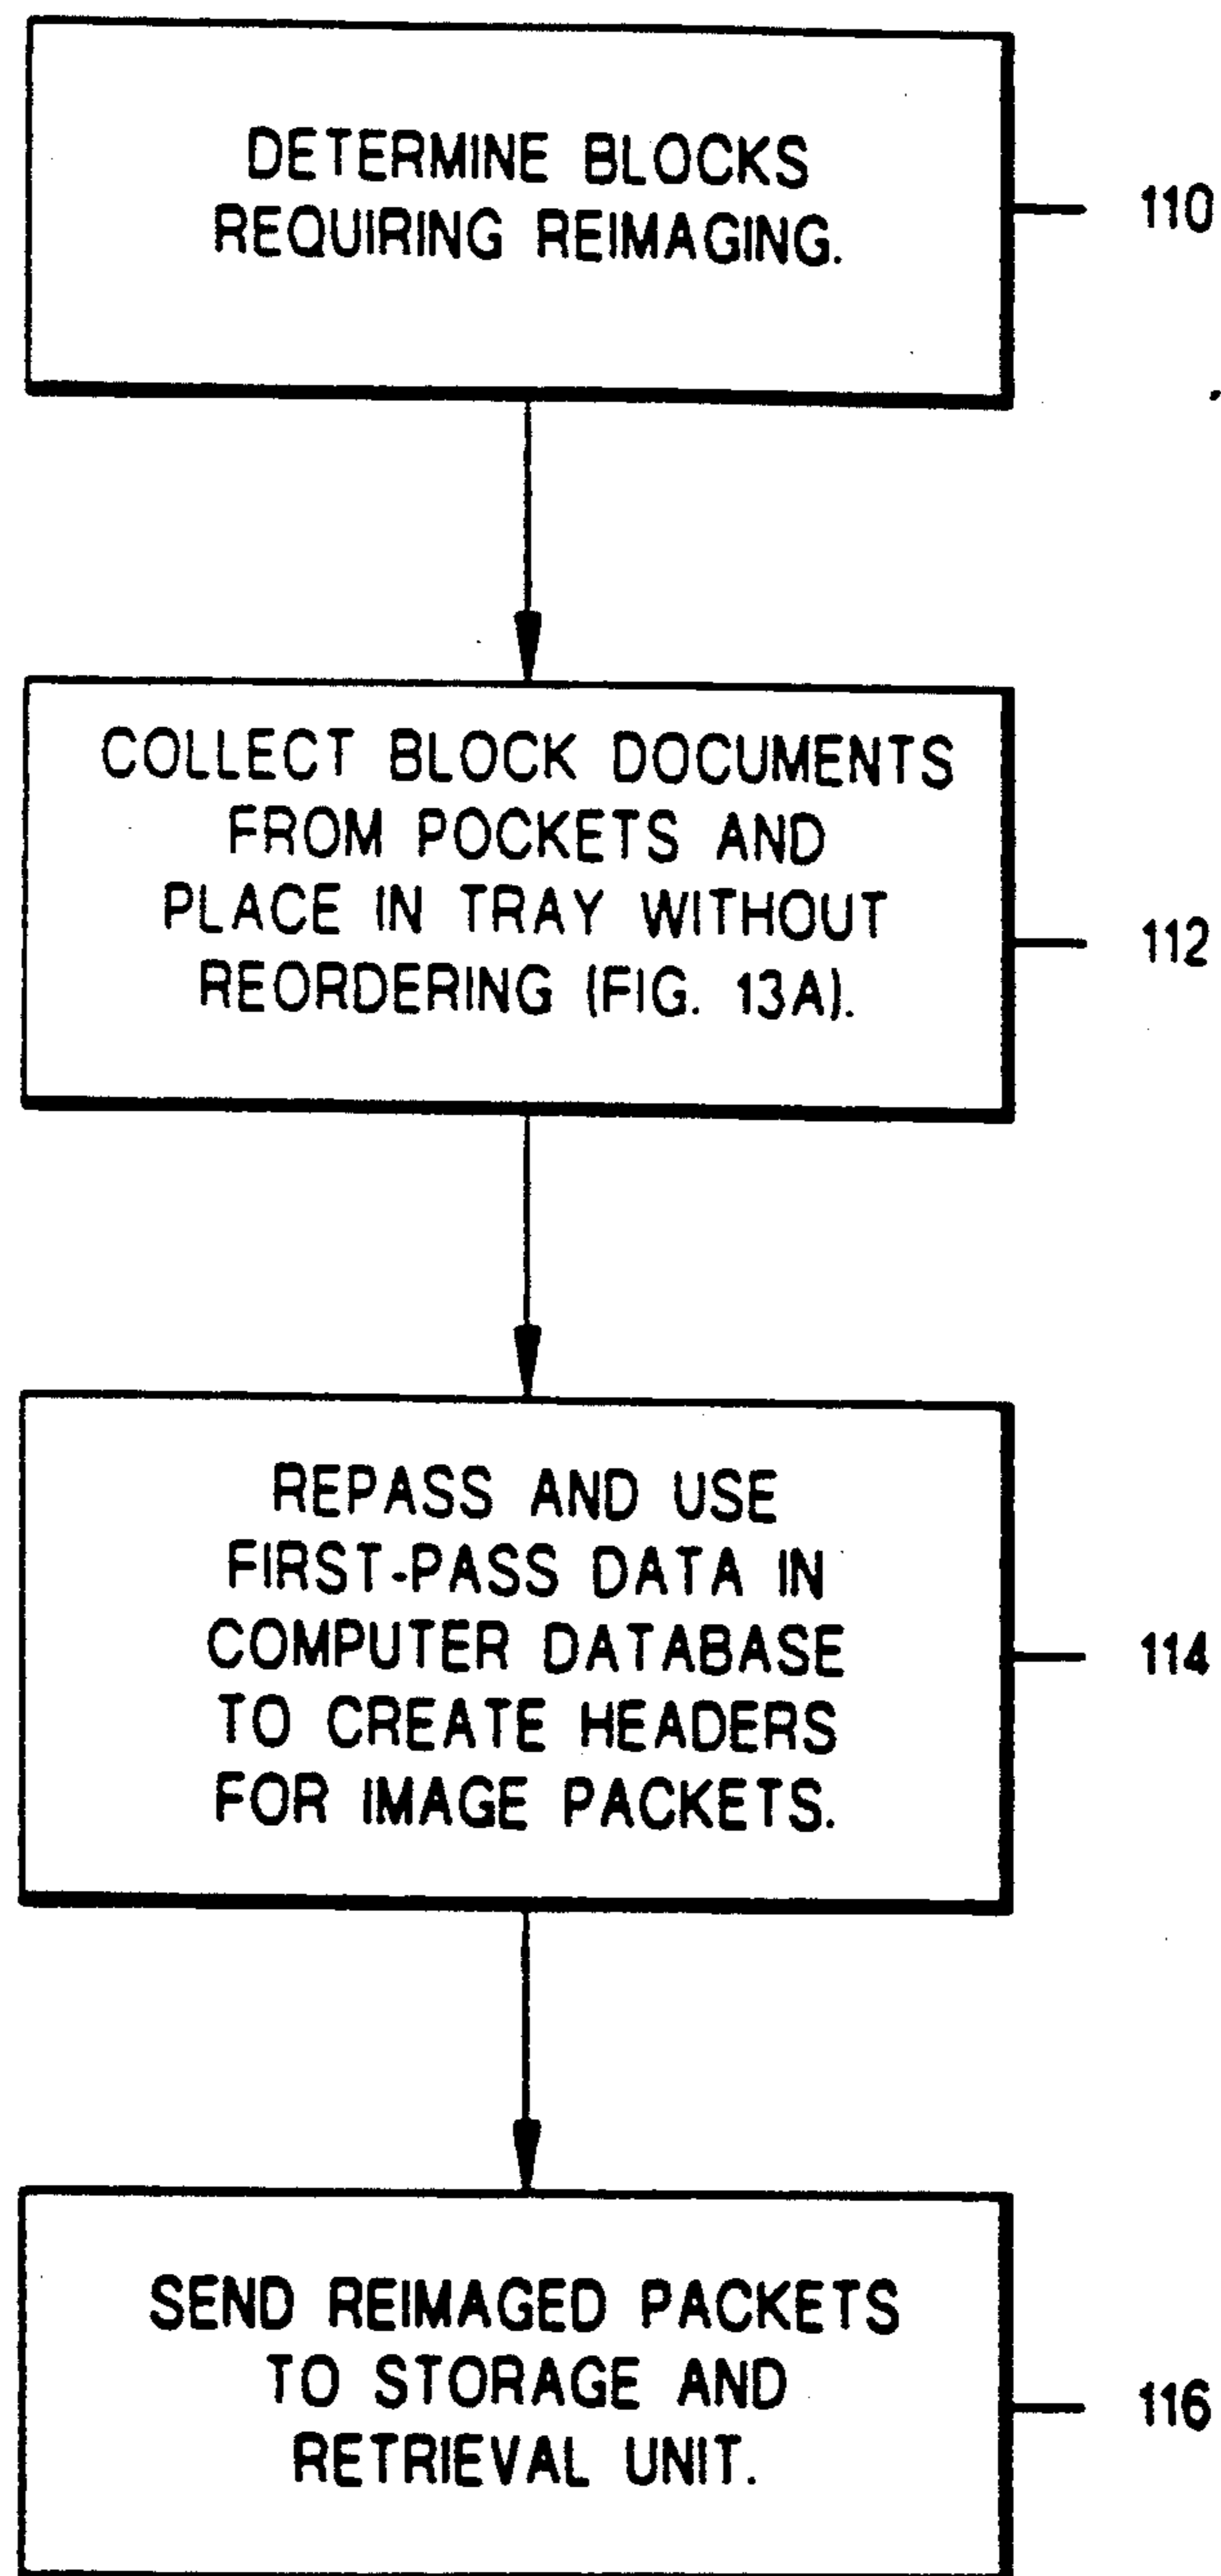 DETERMINE BLOCKS
REQUIRING REIMAGING.
110
COLLECT BLOCK DOCUMENTS
FROM POCKETS AND
PLACE IN TRAY WITHOUT
REORDERING (FIG. 13A).
112
REPASS AND USE
FIRST-PASS DATA IN
COMPUTER DATABASE
TO CREATE HEADERS
FOR IMAGE PACKETS.
114
SEND REIMAGED PACKETS
TO STORAGE AND
RETRIEVAL UNIT.
116